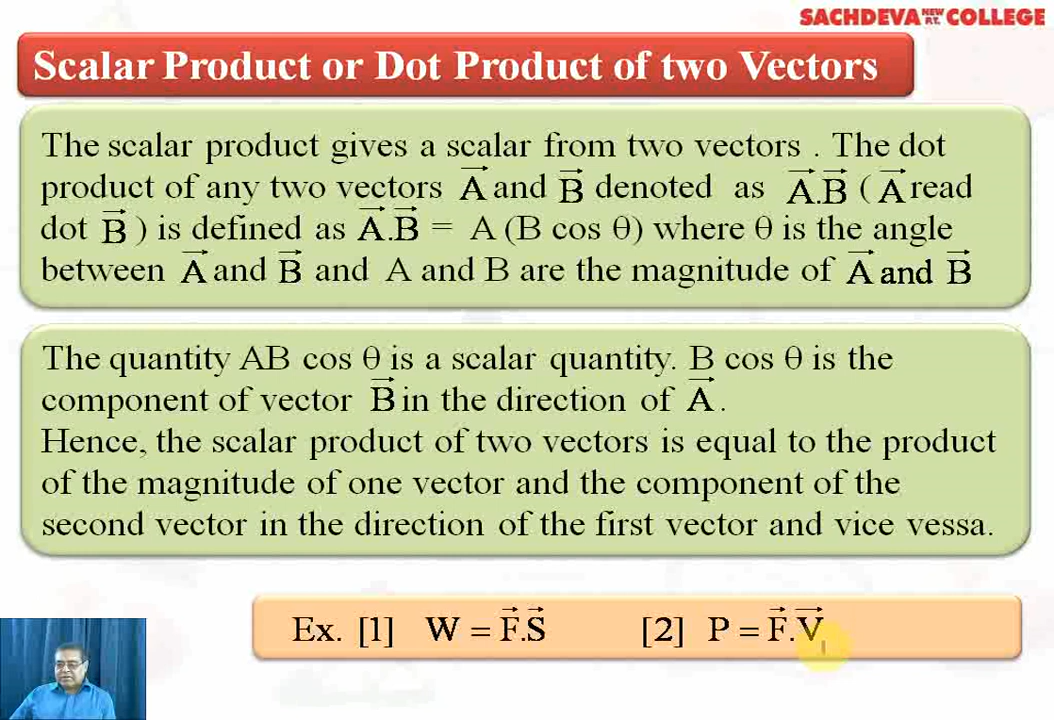 SACHDEVA NEW P.T. COLLEGE
Scalar Product or Dot Product of two Vectors
The scalar product gives a scalar from two vectors . The dot
product of any two vectors A⃗ and B⃗ denoted as A⃗.B⃗ ( A⃗ read
dot B⃗ ) is defined as A⃗.B⃗ = A (B cos θ) where θ is the angle
between A⃗ and B⃗ and A and B are the magnitude of A⃗ and B⃗
The quantity AB cos θ is a scalar quantity. B cos θ is the
component of vector B⃗ in the direction of A⃗ .
Hence, the scalar product of two vectors is equal to the product
of the magnitude of one vector and the component of the
second vector in the direction of the first vector and vice vessa.
Ex. [1] W = F⃗.S⃗ [2] P = F⃗.V⃗